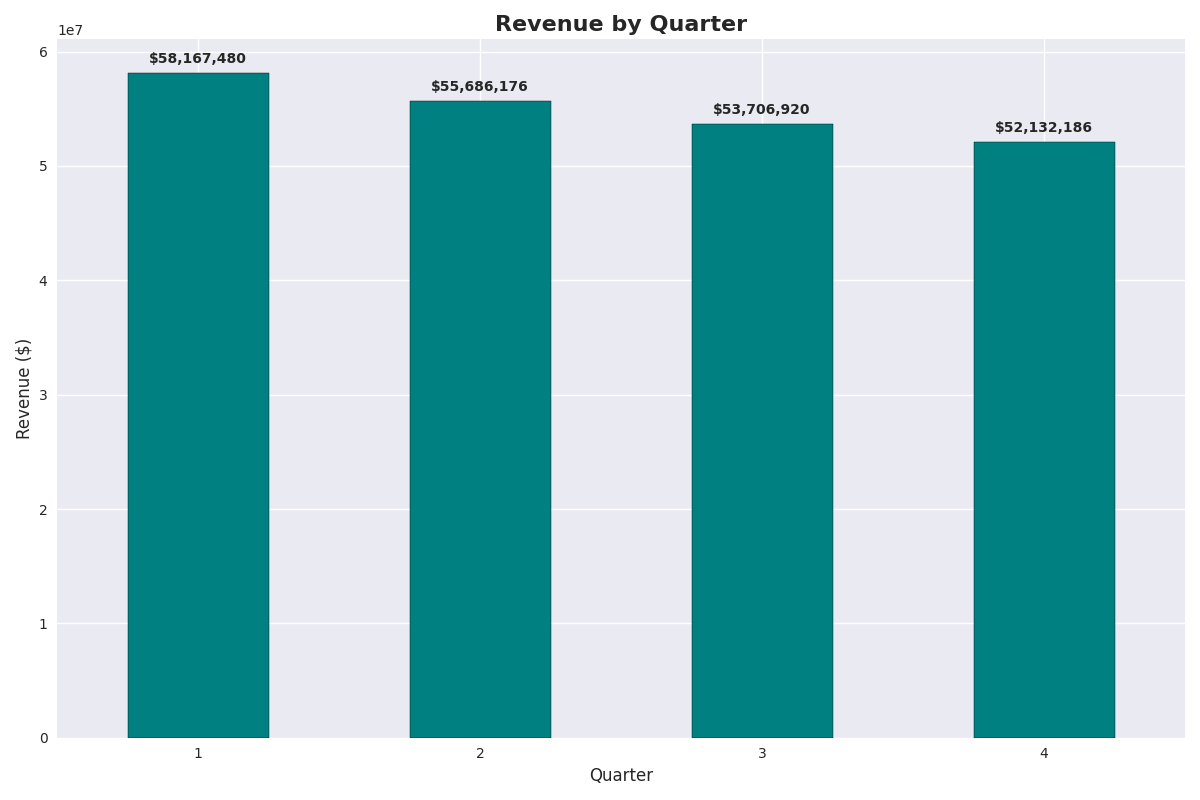 Revenue by Quarter
1e7
6
5
4
3
2
1
0
Revenue ($)
$58,167,480
$55,686,176
$53,706,920
$52,132,186
1 2 3 4
Quarter